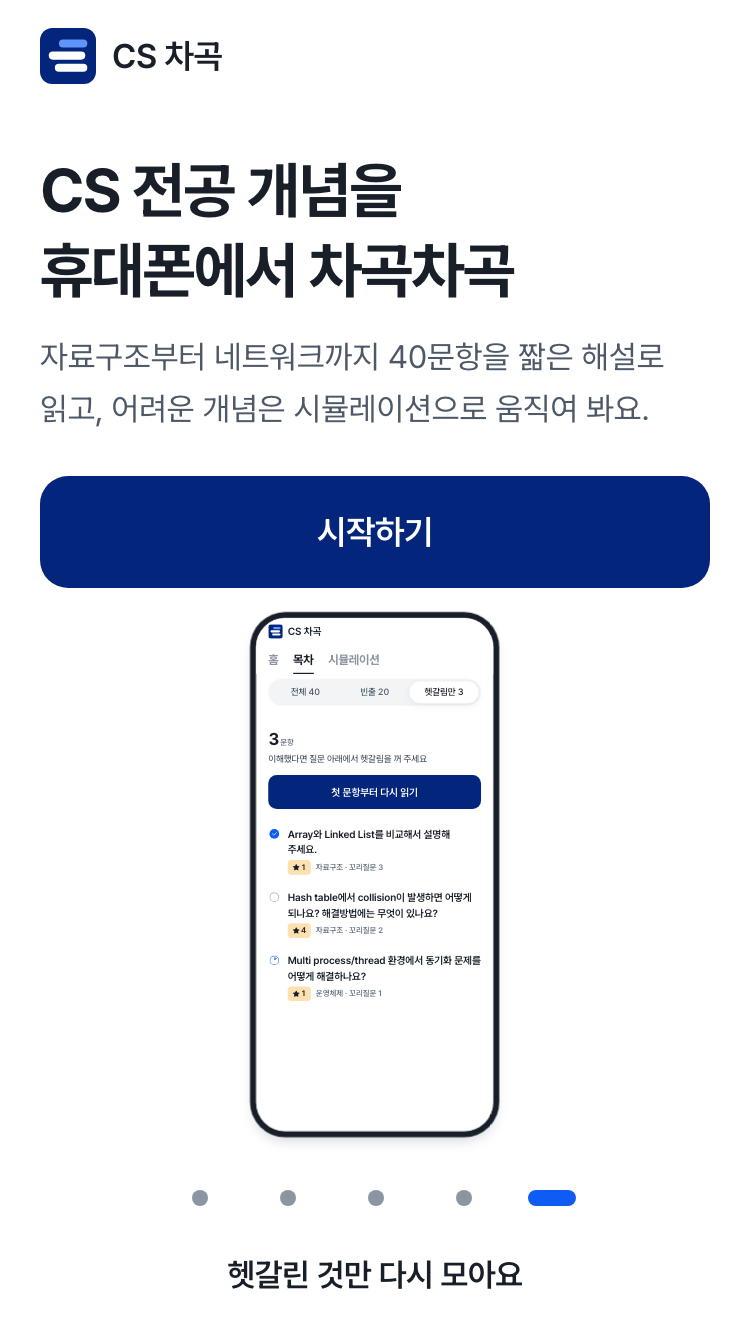 CS 차곡
CS 전공 개념을
휴대폰에서 차곡차곡
자료구조부터 네트워크까지 40문항을 짧은 해설로
읽고, 어려운 개념은 시뮬레이션으로 움직여 봐요.
시작하기
CS 차곡
홈 목차 시뮬레이션
전체 40 빈출 20 헷갈림만 3
3문항
이해했다면 질문 아래에서 헷갈림을 꺼 주세요
첫 문항부터 다시 읽기
Array와 Linked List를 비교해서 설명해
주세요.
★ 1 자료구조 · 꼬리질문 3
Hash table에서 collision이 발생하면 어떻게
되나요? 해결방법에는 무엇이 있나요?
★ 4 자료구조 · 꼬리질문 2
Multi process/thread 환경에서 동기화 문제를
어떻게 해결하나요?
★ 1 운영체제 · 꼬리질문 1
헷갈린 것만 다시 모아요